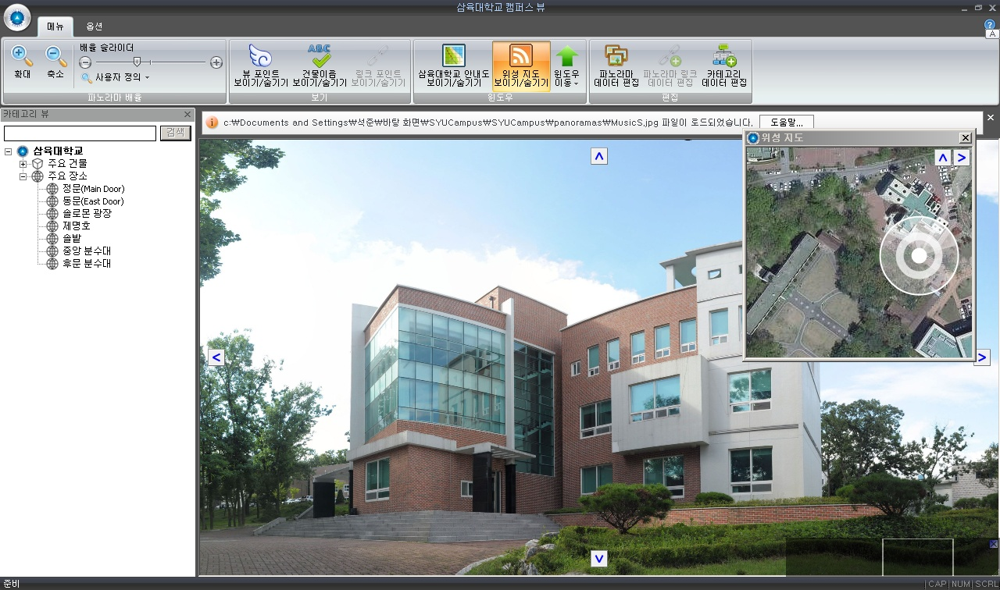 삼육대학교 캠퍼스 뷰
메뉴 옵션
배율 슬라이더
확대 축소 사용자 정의
파노라마 배율
뷰 포인트 보이기/숨기기
ABC
건물이름 보이기/숨기기
링크 포인트 보이기/숨기기
보기
삼육대학교 안내도 보이기/숨기기
위성 지도 보이기/숨기기
윈도우 이동
윈도우
파노라마 데이터 편집
파노라마 링크 데이터 편집
카테고리 데이터 편집
편집
A
카테고리 뷰
검색
삼육대학교
주요 건물
주요 장소
정문(Main Door)
동문(East Door)
솔로몬 광장
제명호
솔밭
중앙 분수대
후문 분수대
c:₩Documents and Settings₩석준₩바탕 화면₩SYUCampus₩SYUCampus₩panoramas₩MusicS.jpg 파일이 로드되었습니다.
도움말...
위성 지도
준비
CAP NUM SCRL